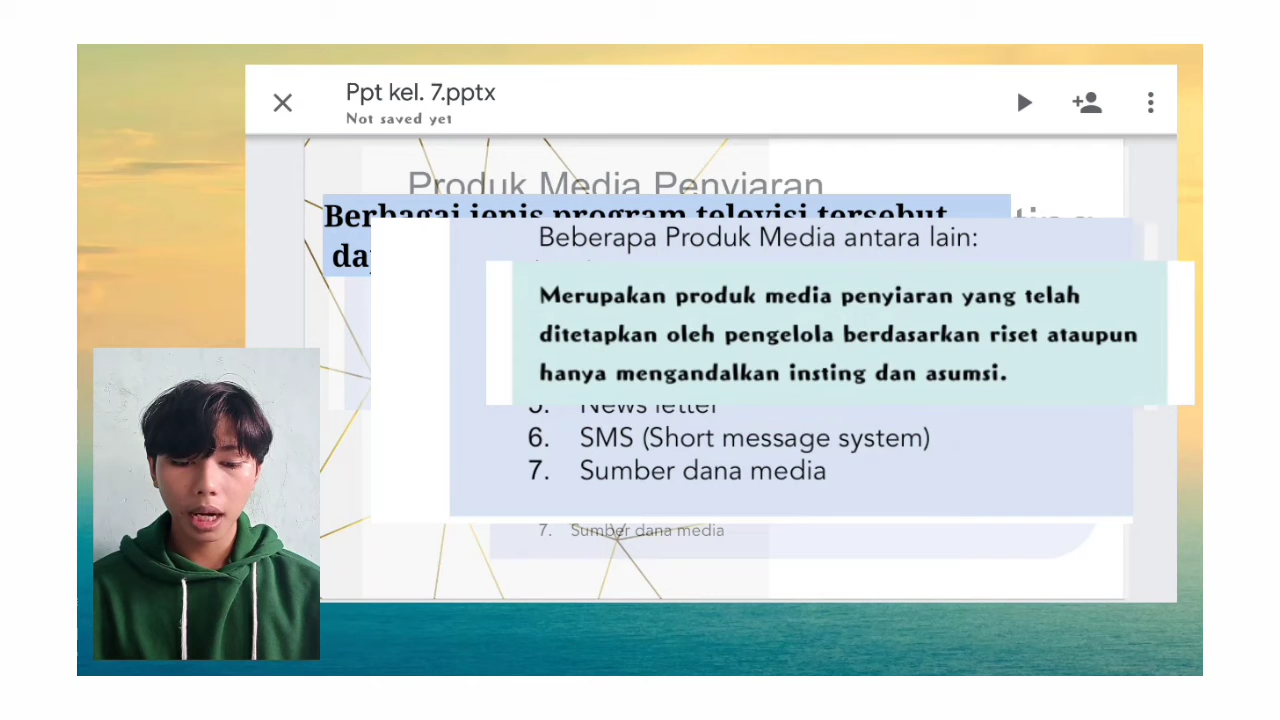 Ppt kel. 7.pptx
Not saved yet
Produk Media Penyiaran
Berbagai jenis program televisi tersebut
Beberapa Produk Media antara lain:
Merupakan produk media penyiaran yang telah
ditetapkan oleh pengelola berdasarkan riset ataupun
hanya mengandalkan insting dan asumsi.
5. News letter
6. SMS (Short message system)
7. Sumber dana media
7. Sumber dana media